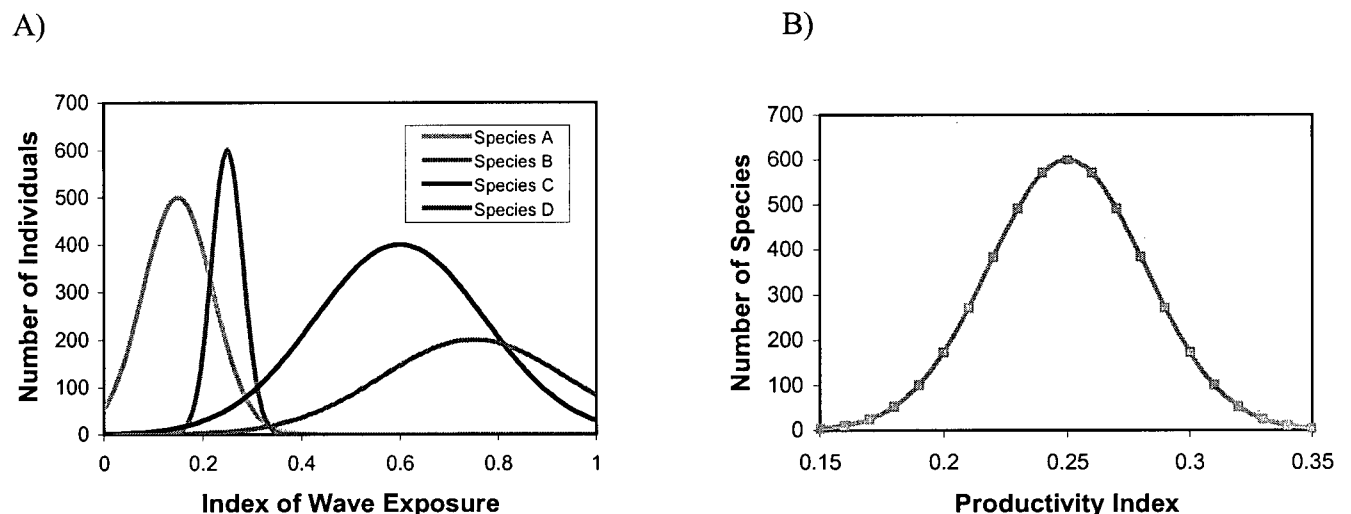 A)
B)
700
600
500
400
300
200
100
0
Number of Individuals
Species A
Species B
Species C
Species D
0 0.2 0.4 0.6 0.8 1
Index of Wave Exposure
700
600
500
400
300
200
100
0
Number of Species
0.15 0.2 0.25 0.3 0.35
Productivity Index